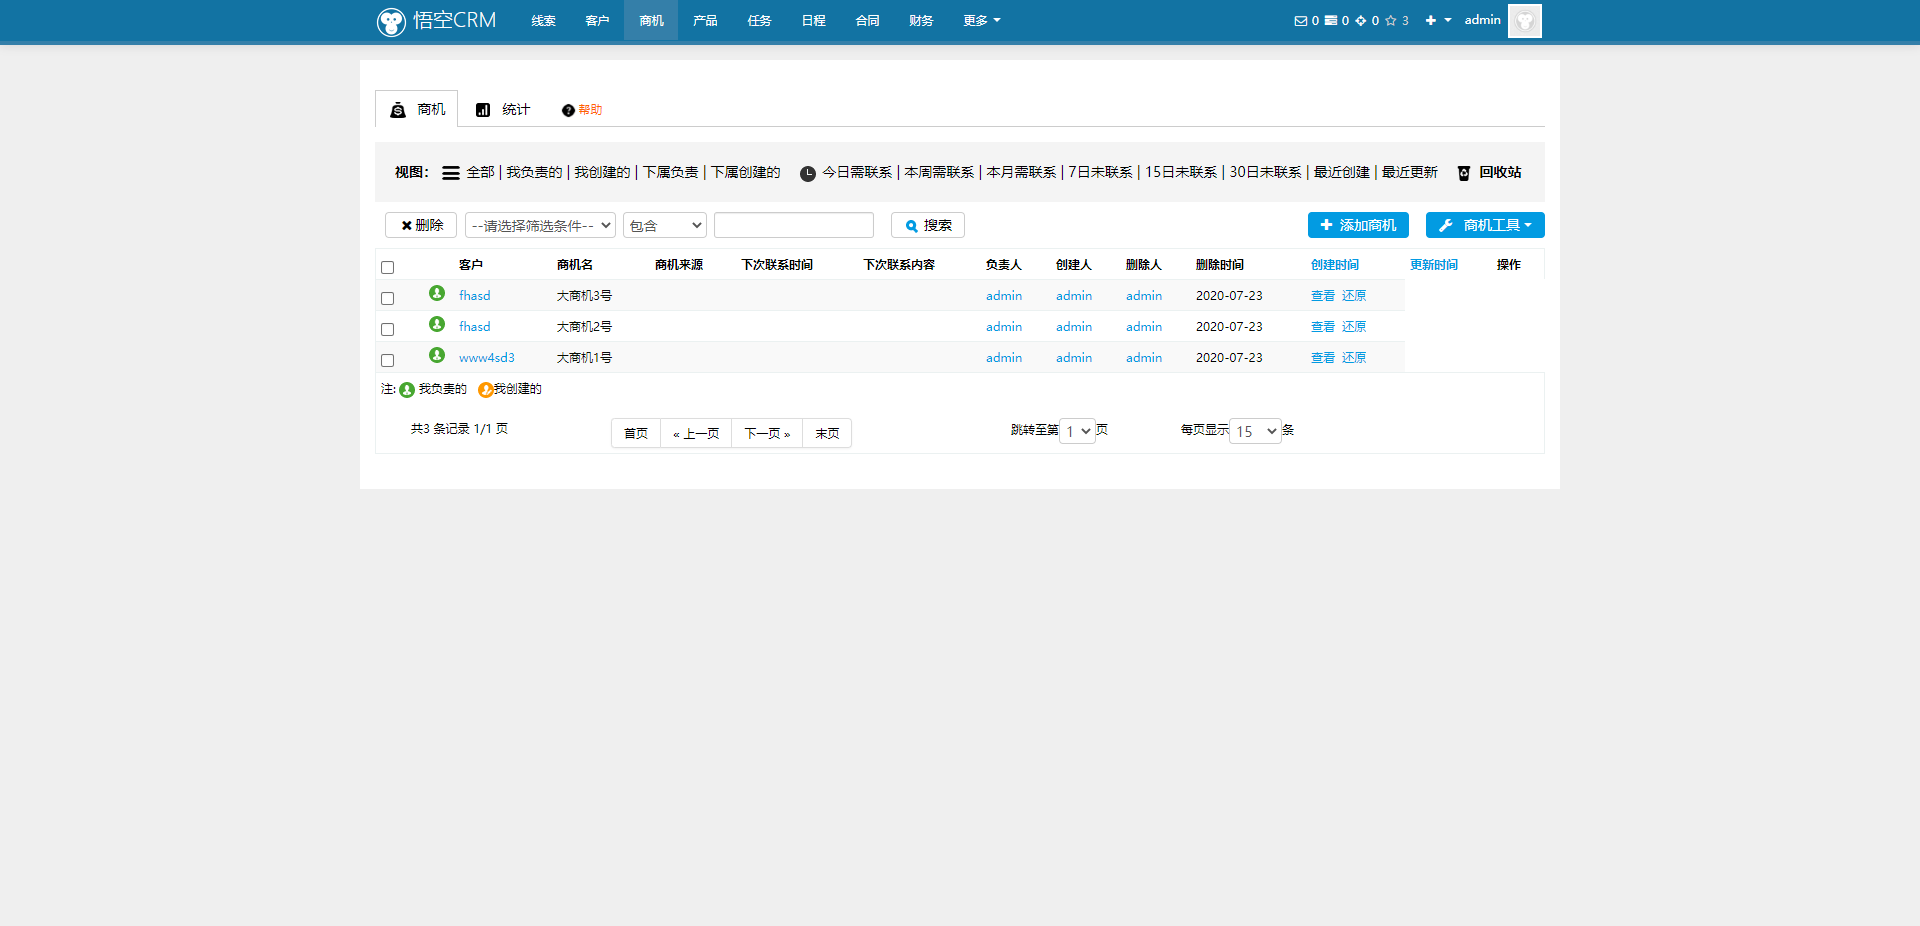 悟空CRM 线索 客户 商机 产品 任务 日程 合同 财务 更多 0 0 0 3 admin
商机 统计 帮助
视图： 全部 | 我负责的 | 我创建的 | 下属负责 | 下属创建的 今日需联系 | 本周需联系 | 本月需联系 | 7日未联系 | 15日未联系 | 30日未联系 | 最近创建 | 最近更新 回收站
删除 --请选择筛选条件-- 包含 搜索 添加商机 商机工具
客户 商机名 商机来源 下次联系时间 下次联系内容 负责人 创建人 删除人 删除时间 创建时间 更新时间 操作
fhasd 大商机3号 admin admin admin 2020-07-23 查看 还原
fhasd 大商机2号 admin admin admin 2020-07-23 查看 还原
www4sd3 大商机1号 admin admin admin 2020-07-23 查看 还原
注: 我负责的 我创建的
共3 条记录 1/1 页 首页 « 上一页 下一页 » 末页 跳转至第 1 页 每页显示 15 条